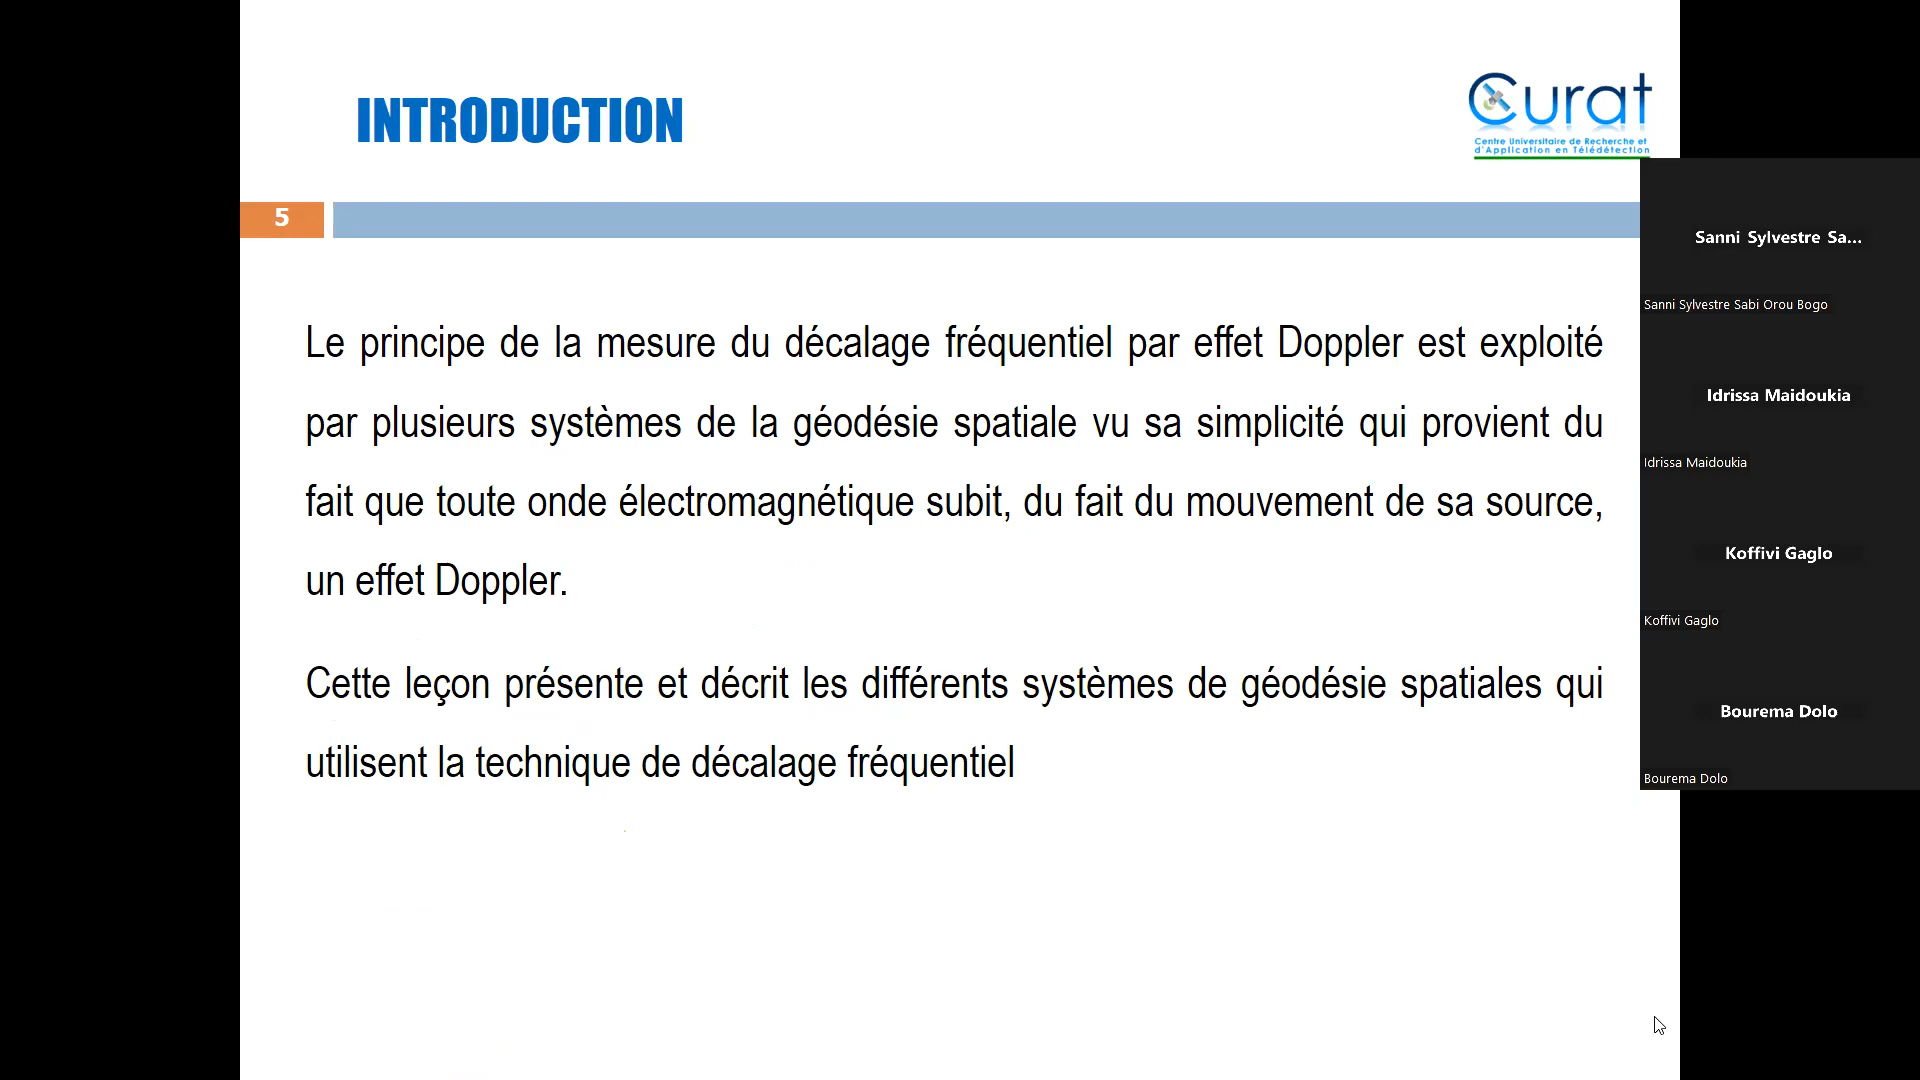 INTRODUCTION
Curat
Centre Universitaire de Recherche et
d'Application en Télédétection
5
Le principe de la mesure du décalage fréquentiel par effet Doppler est exploité
par plusieurs systèmes de la géodésie spatiale vu sa simplicité qui provient du
fait que toute onde électromagnétique subit, du fait du mouvement de sa source,
un effet Doppler.
Cette leçon présente et décrit les différents systèmes de géodésie spatiales qui
utilisent la technique de décalage fréquentiel
Sanni Sylvestre Sa...
Sanni Sylvestre Sabi Orou Bogo
Idrissa Maidoukia
Idrissa Maidoukia
Koffivi Gaglo
Koffivi Gaglo
Bourema Dolo
Bourema Dolo